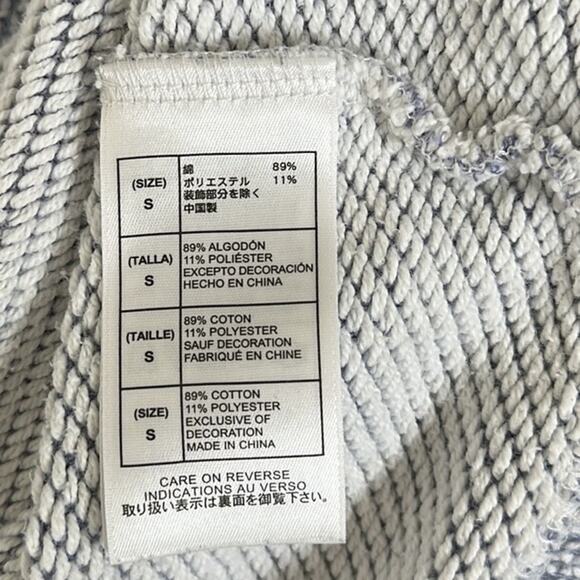 (SIZE)
S
綿 89%
ポリエステル 11%
装飾部分を除く
中国製
(TALLA)
S
89% ALGODÓN
11% POLIÉSTER
EXCEPTO DECORACIÓN
HECHO EN CHINA
(TAILLE)
S
89% COTON
11% POLYESTER
SAUF DECORATION
FABRIQUÉ EN CHINE
(SIZE)
S
89% COTTON
11% POLYESTER
EXCLUSIVE OF
DECORATION
MADE IN CHINA
CARE ON REVERSE
INDICATIONS AU VERSO
取り扱い表示は裏面を御覧下さい。